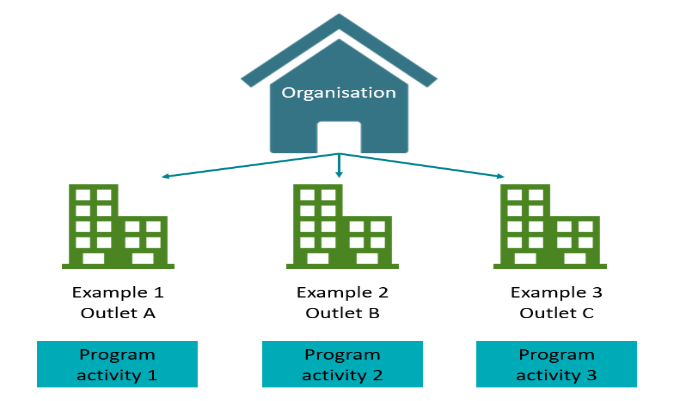 Organisation
Example 1
Outlet A
Example 2
Outlet B
Example 3
Outlet C
Program
activity 1
Program
activity 2
Program
activity 3